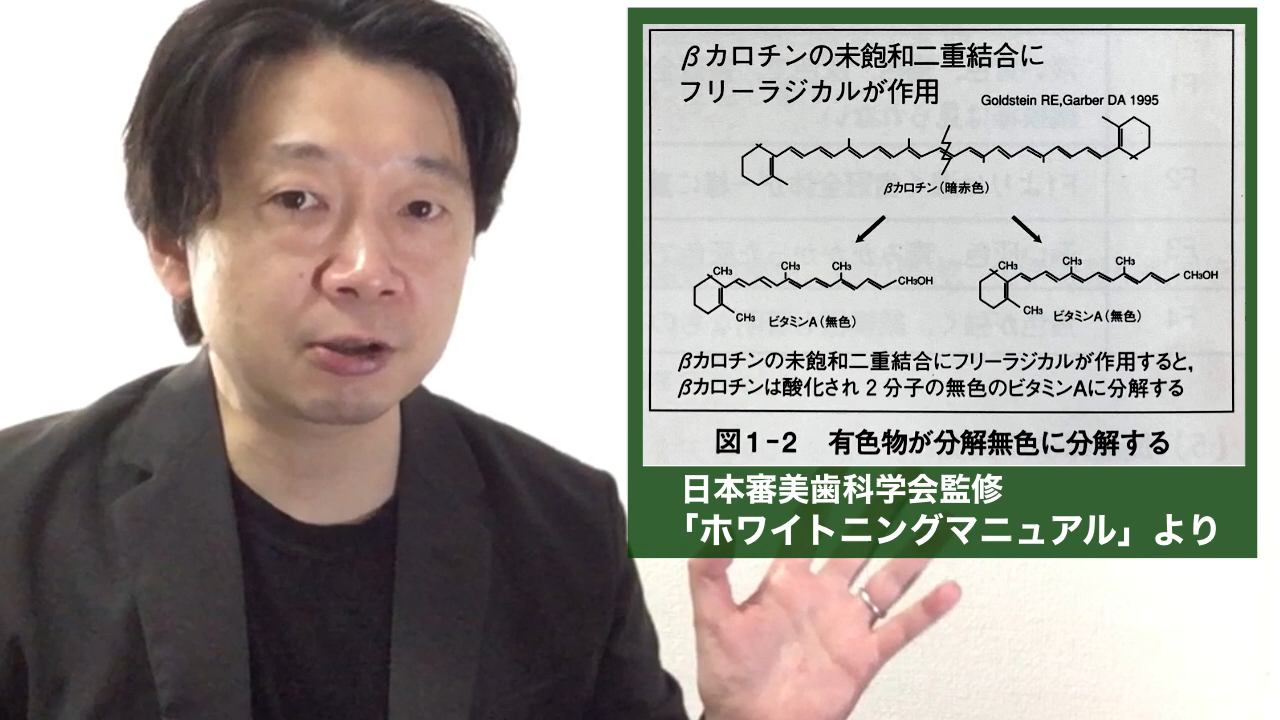 βカロチンの未飽和二重結合に
フリーラジカルが作用
Goldstein RE,Garber DA 1995
βカロチン(暗赤色)
CH₃
CH₃
CH₃
CH₃OH
CH₃
ビタミンA(無色)
CH₃
CH₃
CH₃
CH₃OH
CH₃
ビタミンA(無色)
βカロチンの未飽和二重結合にフリーラジカルが作用すると,
βカロチンは酸化され2分子の無色のビタミンAに分解する
図1-2 有色物が分解無色に分解する
日本審美歯科学会監修
「ホワイトニングマニュアル」より